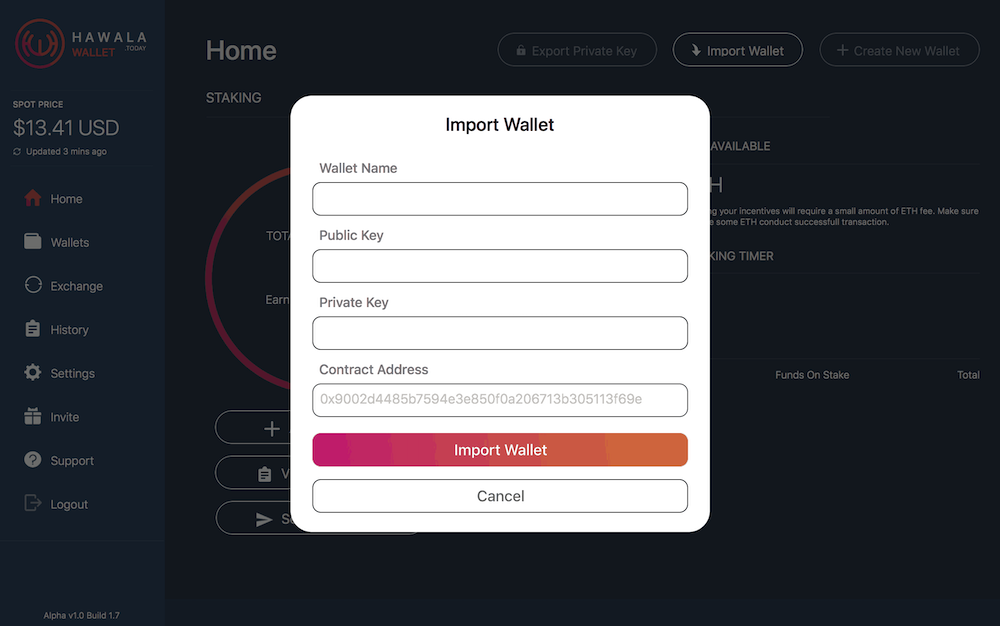 HAWALA
WALLET .TODAY
Home
Export Private Key
Import Wallet
Create New Wallet
SPOT PRICE
$13.41 USD
Updated 3 mins ago
STAKING
Home
Wallets
Exchange
History
Settings
Invite
Support
Logout
Alpha v1.0 Build 1.7
Import Wallet
Wallet Name
Public Key
Private Key
Contract Address
0x9002d4485b7594e3e850f0a206713b305113f69e
Import Wallet
Cancel
AVAILABLE
your incentives will require a small amount of ETH fee. Make sure
some ETH conduct successfull transaction.
TIMER
Funds On Stake
Total